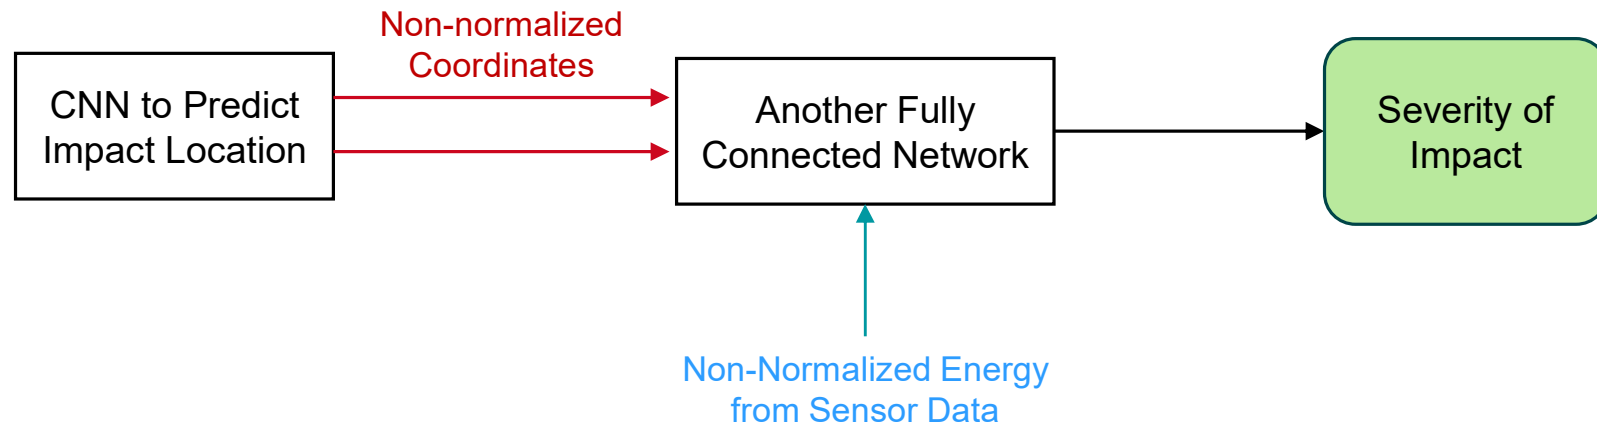 Non-normalized
Coordinates
CNN to Predict
Impact Location
Another Fully
Connected Network
Severity of
Impact
Non-Normalized Energy
from Sensor Data